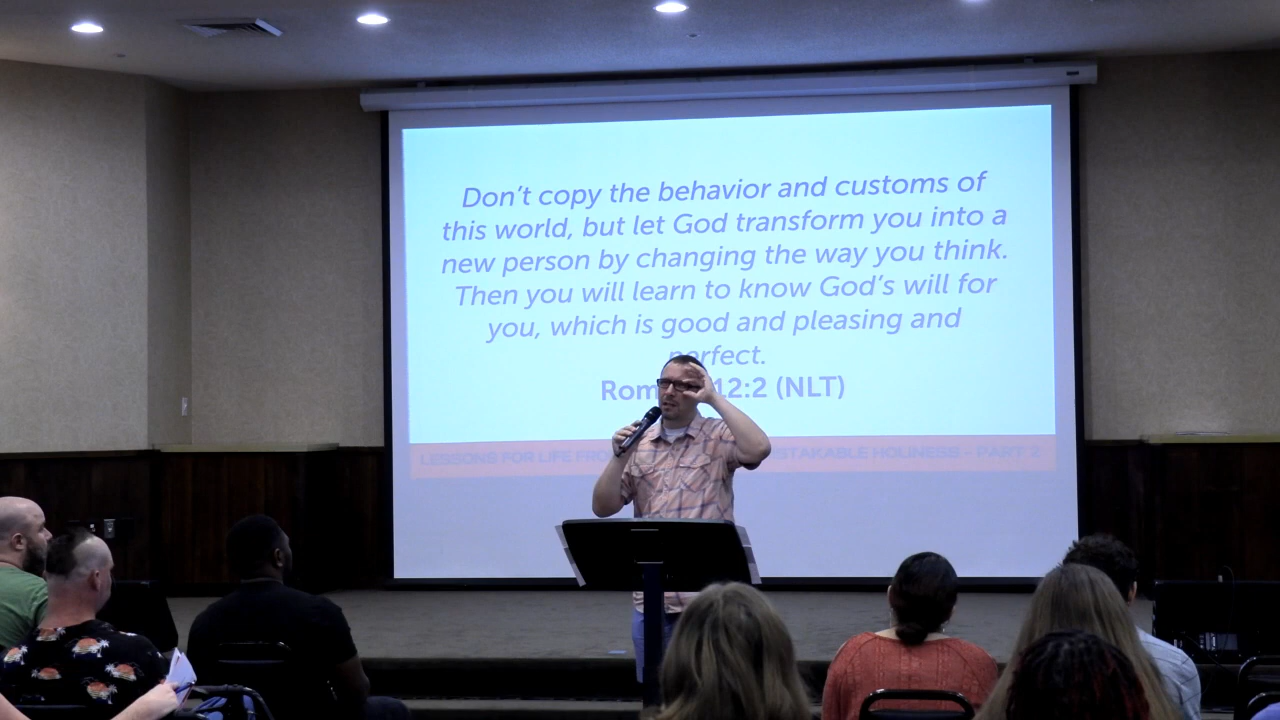 Don't copy the behavior and customs of
this world, but let God transform you into a
new person by changing the way you think.
Then you will learn to know God's will for
you, which is good and pleasing and
perfect.
Rom 12:2 (NLT)
LESSONS FOR LIFE FRO STAKABLE HOLINESS - PART 2